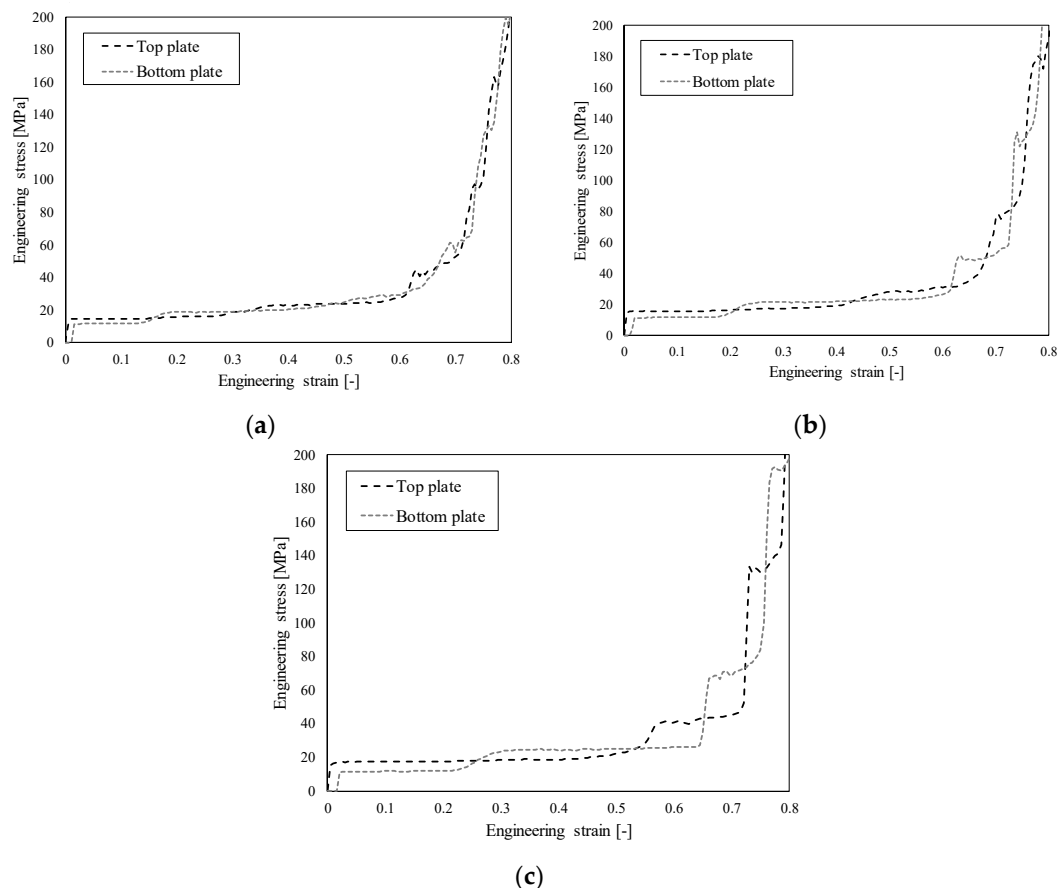 200
180
160
140
120
100
80
60
40
20
0
Engineering stress [MPa]
Top plate
Bottom plate
0 0.1 0.2 0.3 0.4 0.5 0.6 0.7 0.8
Engineering strain [-]
(a)
200
180
160
140
120
100
80
60
40
20
0
Engineering stress [MPa]
Top plate
Bottom plate
0 0.1 0.2 0.3 0.4 0.5 0.6 0.7 0.8
Engineering strain [-]
(b)
200
180
160
140
120
100
80
60
40
20
0
Engineering stress [MPa]
Top plate
Bottom plate
0 0.1 0.2 0.3 0.4 0.5 0.6 0.7 0.8
Engineering strain [-]
(c)